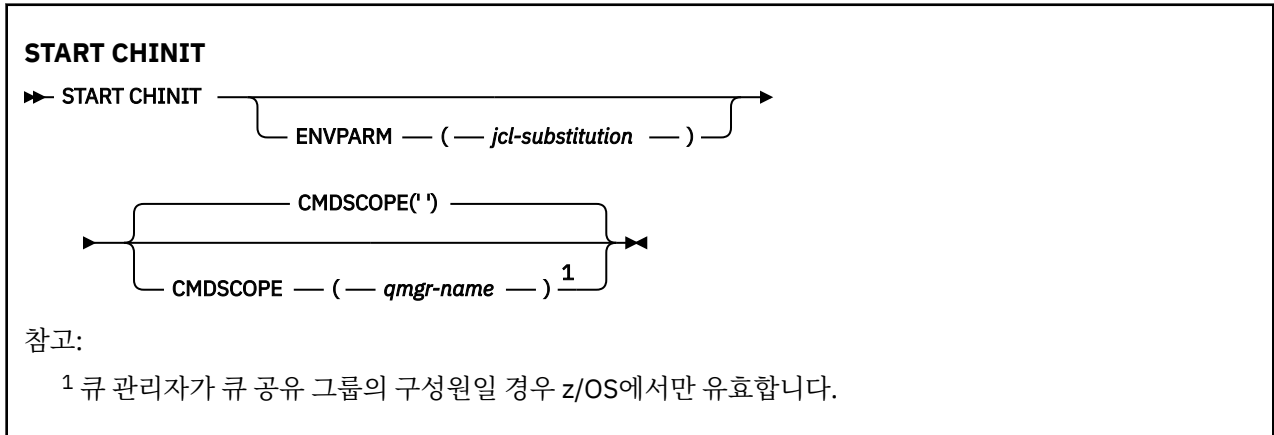 START CHINIT
START CHINIT
ENVPARM ( jcl-substitution )
CMDSCOPE(' ')
CMDSCOPE ( qmgr-name ) 1
참고:
1 큐 관리자가 큐 공유 그룹의 구성원일 경우 z/OS에서만 유효합니다.